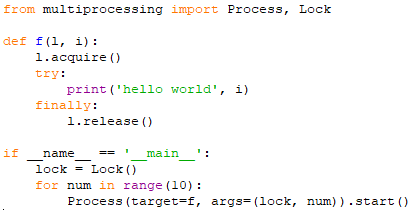 from multiprocessing import Process, Lock

def f(l, i):
    l.acquire()
    try:
        print('hello world', i)
    finally:
        l.release()

if __name__ == '__main__':
    lock = Lock()
    for num in range(10):
        Process(target=f, args=(lock, num)).start()